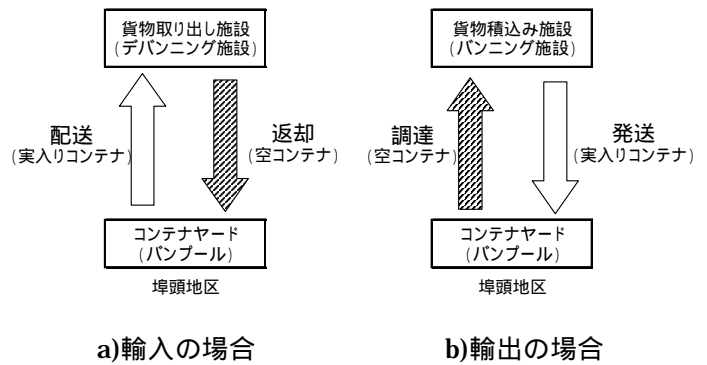 貨物取り出し施設
(デバンニング施設)
配送
(実入りコンテナ)
返却
(空コンテナ)
コンテナヤード
(バンプール)
埠頭地区
a)輸入の場合
貨物積込み施設
(バンニング施設)
調達
(空コンテナ)
発送
(実入りコンテナ)
コンテナヤード
(バンプール)
埠頭地区
b)輸出の場合